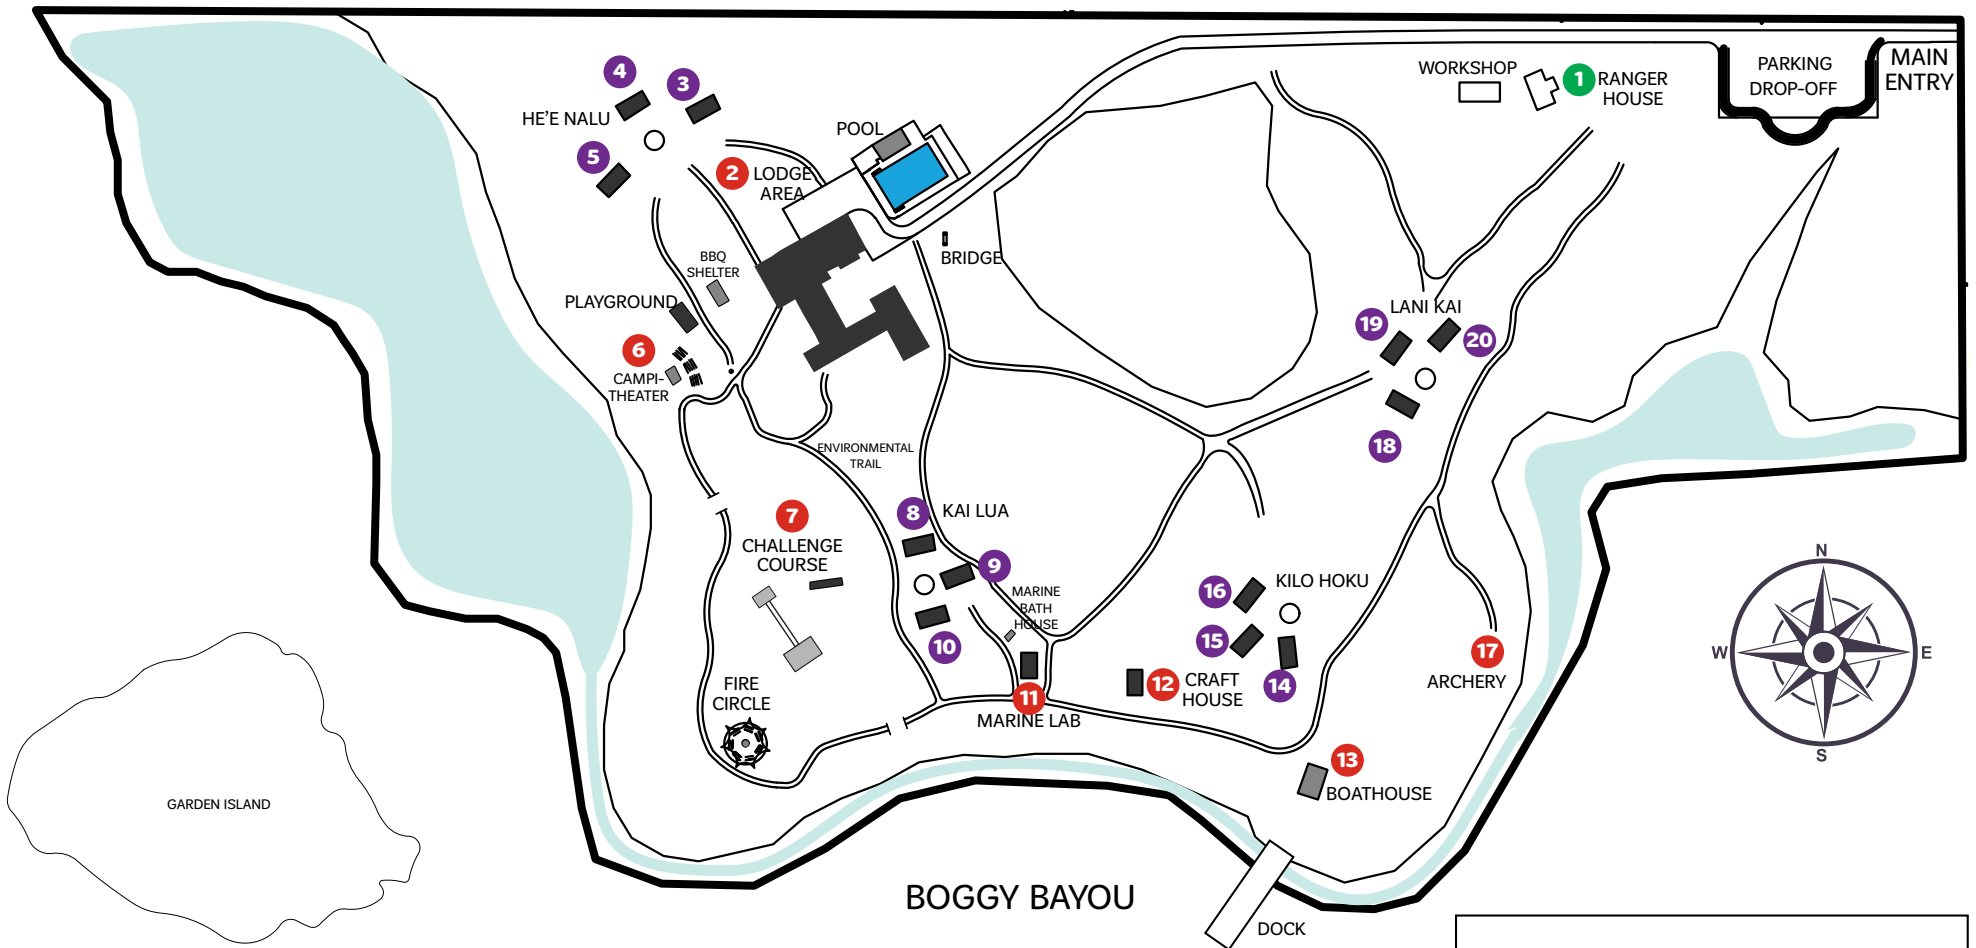 MAIN
ENTRY
PARKING
DROP-OFF
WORKSHOP
1
RANGER
HOUSE
4
3
HE'E NALU
5
POOL
2
LODGE
AREA
BBQ
SHELTER
BRIDGE
PLAYGROUND
6
CAMPI-
THEATER
LANI KAI
19
20
18
ENVIRONMENTAL
TRAIL
7
CHALLENGE
COURSE
8
KAI LUA
9
10
MARINE
BATH
HOUSE
16
KILO HOKU
15
14
12
CRAFT
HOUSE
11
MARINE LAB
17
ARCHERY
FIRE
CIRCLE
13
BOATHOUSE
N
W
E
S
GARDEN ISLAND
BOGGY BAYOU
DOCK